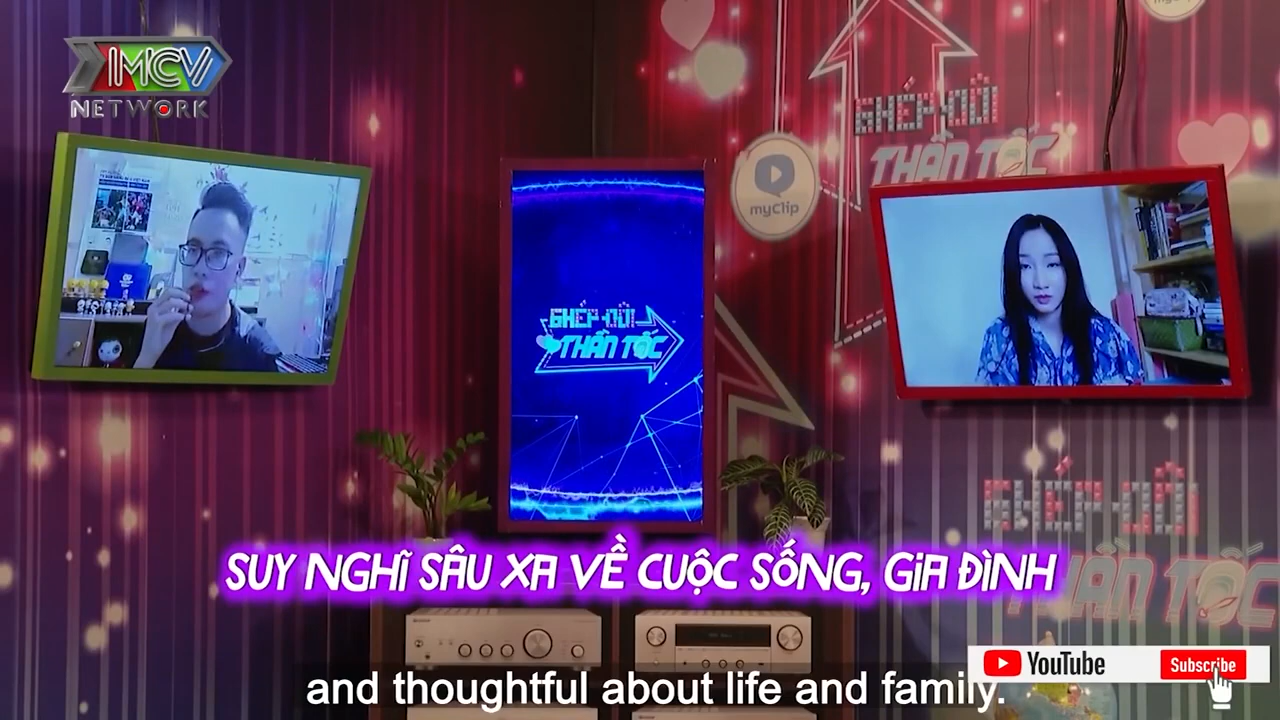 MCV
NETWORK
GHÉP ĐÔI
THẦN TỐC
myClip
GHÉP ĐÔI
THẦN TỐC
GHÉP ĐÔI
THẦN TỐC
SUY NGHĨ SÂU XA VỀ CUỘC SỐNG, GIA ĐÌNH
YouTube
Subscribe
and thoughtful about life and family.